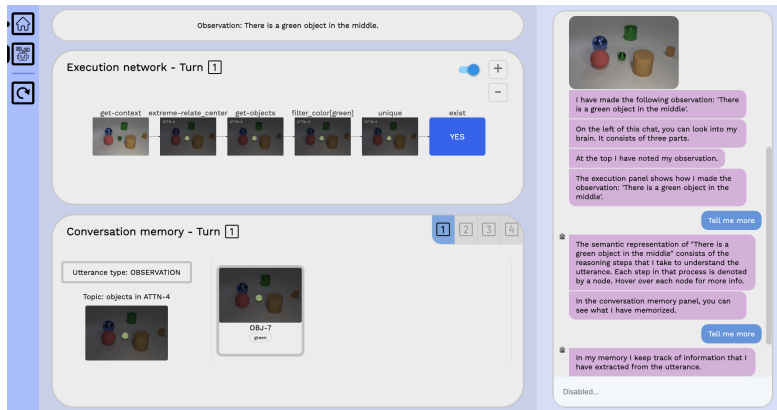 Observation: There is a green object in the middle.
Execution network - Turn 1
+
-
get-context extreme-relate_center get-objects filter_color[green] unique exist
YES
Conversation memory - Turn 1
1 2 3 4
Utterance type: OBSERVATION
Topic: objects in ATTN-4
OBJ-7
green
I have made the following observation: 'There
is a green object in the middle'.
On the left of this chat, you can look into my
brain. It consists of three parts.
At the top I have noted my observation.
The execution panel shows how I made the
observation: 'There is a green object in the
middle'.
Tell me more
The semantic representation of "There is a
green object in the middle" consists of the
reasoning steps that I take to understand the
utterance. Each step in that process is denoted
by a node. Hover over each node for more info.
In the conversation memory panel, you can
see what I have memorized.
Tell me more
In my memory I keep track of information that I
have extracted from the utterance.
Disabled...